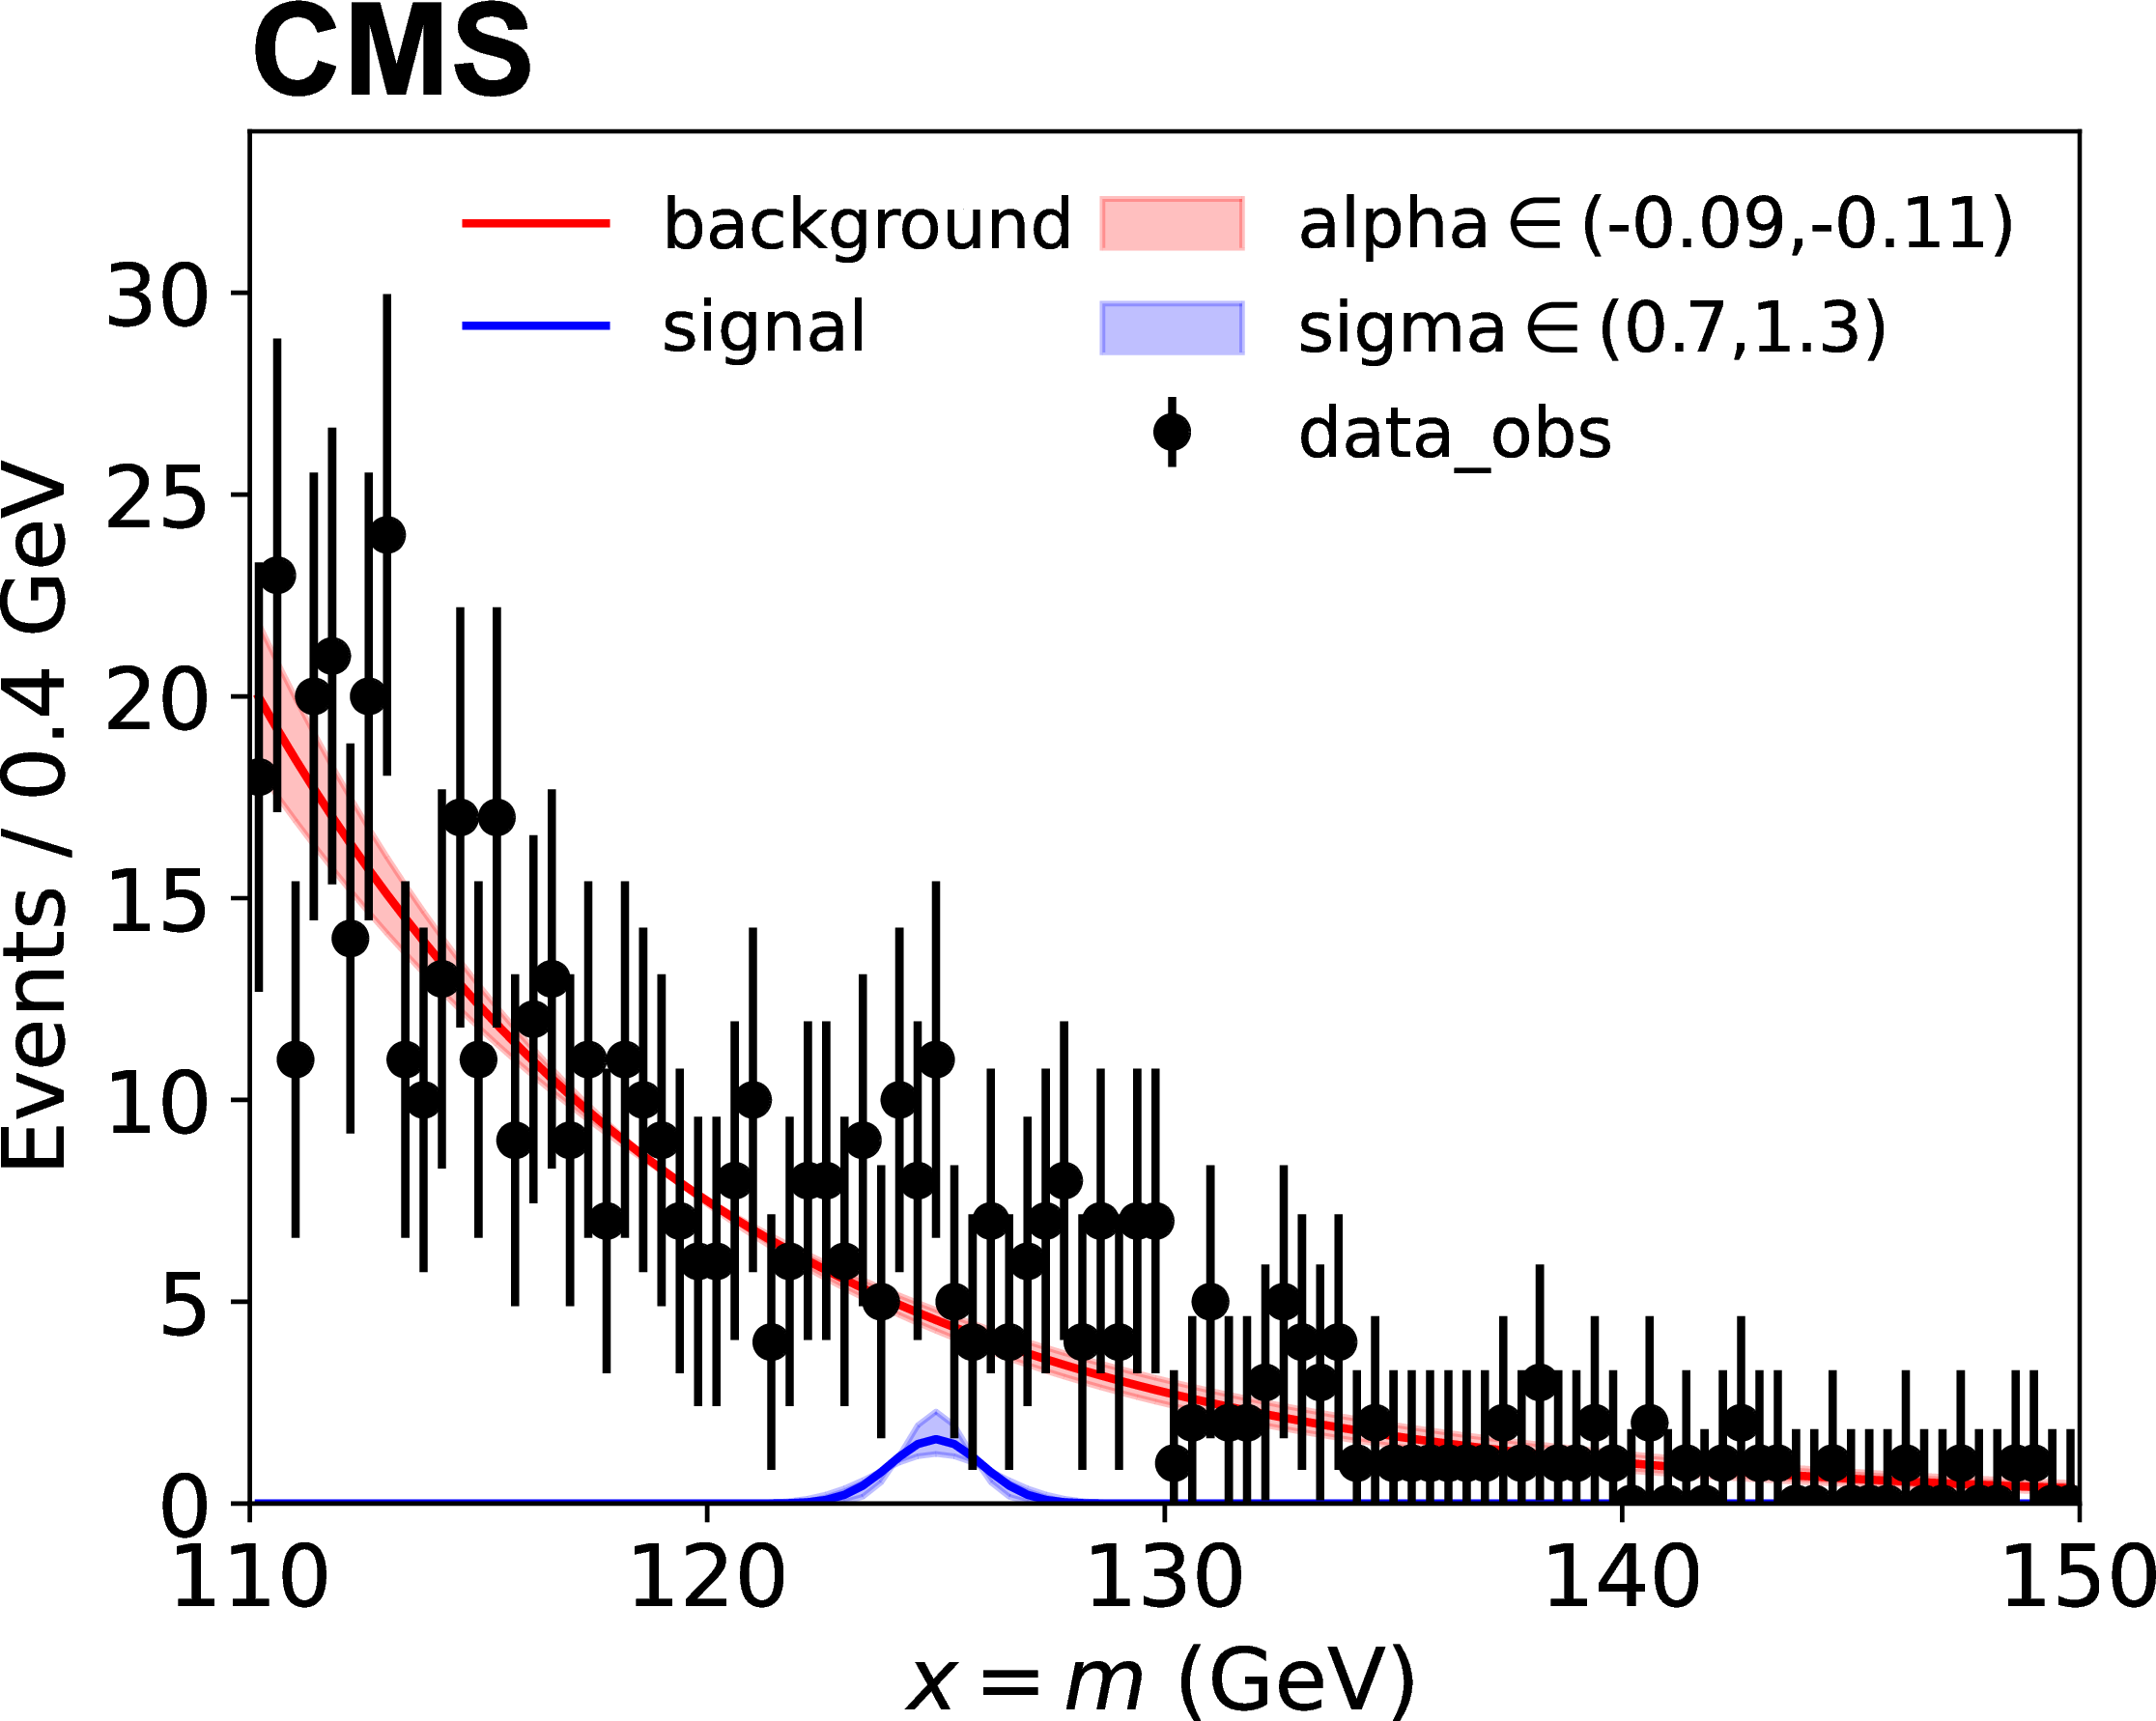 CMS
Events / 0.4 GeV
background
signal
alpha ∈ (-0.09,-0.11)
sigma ∈ (0.7,1.3)
data_obs
30
25
20
15
10
5
0
110 120 130 140 150
x = m (GeV)